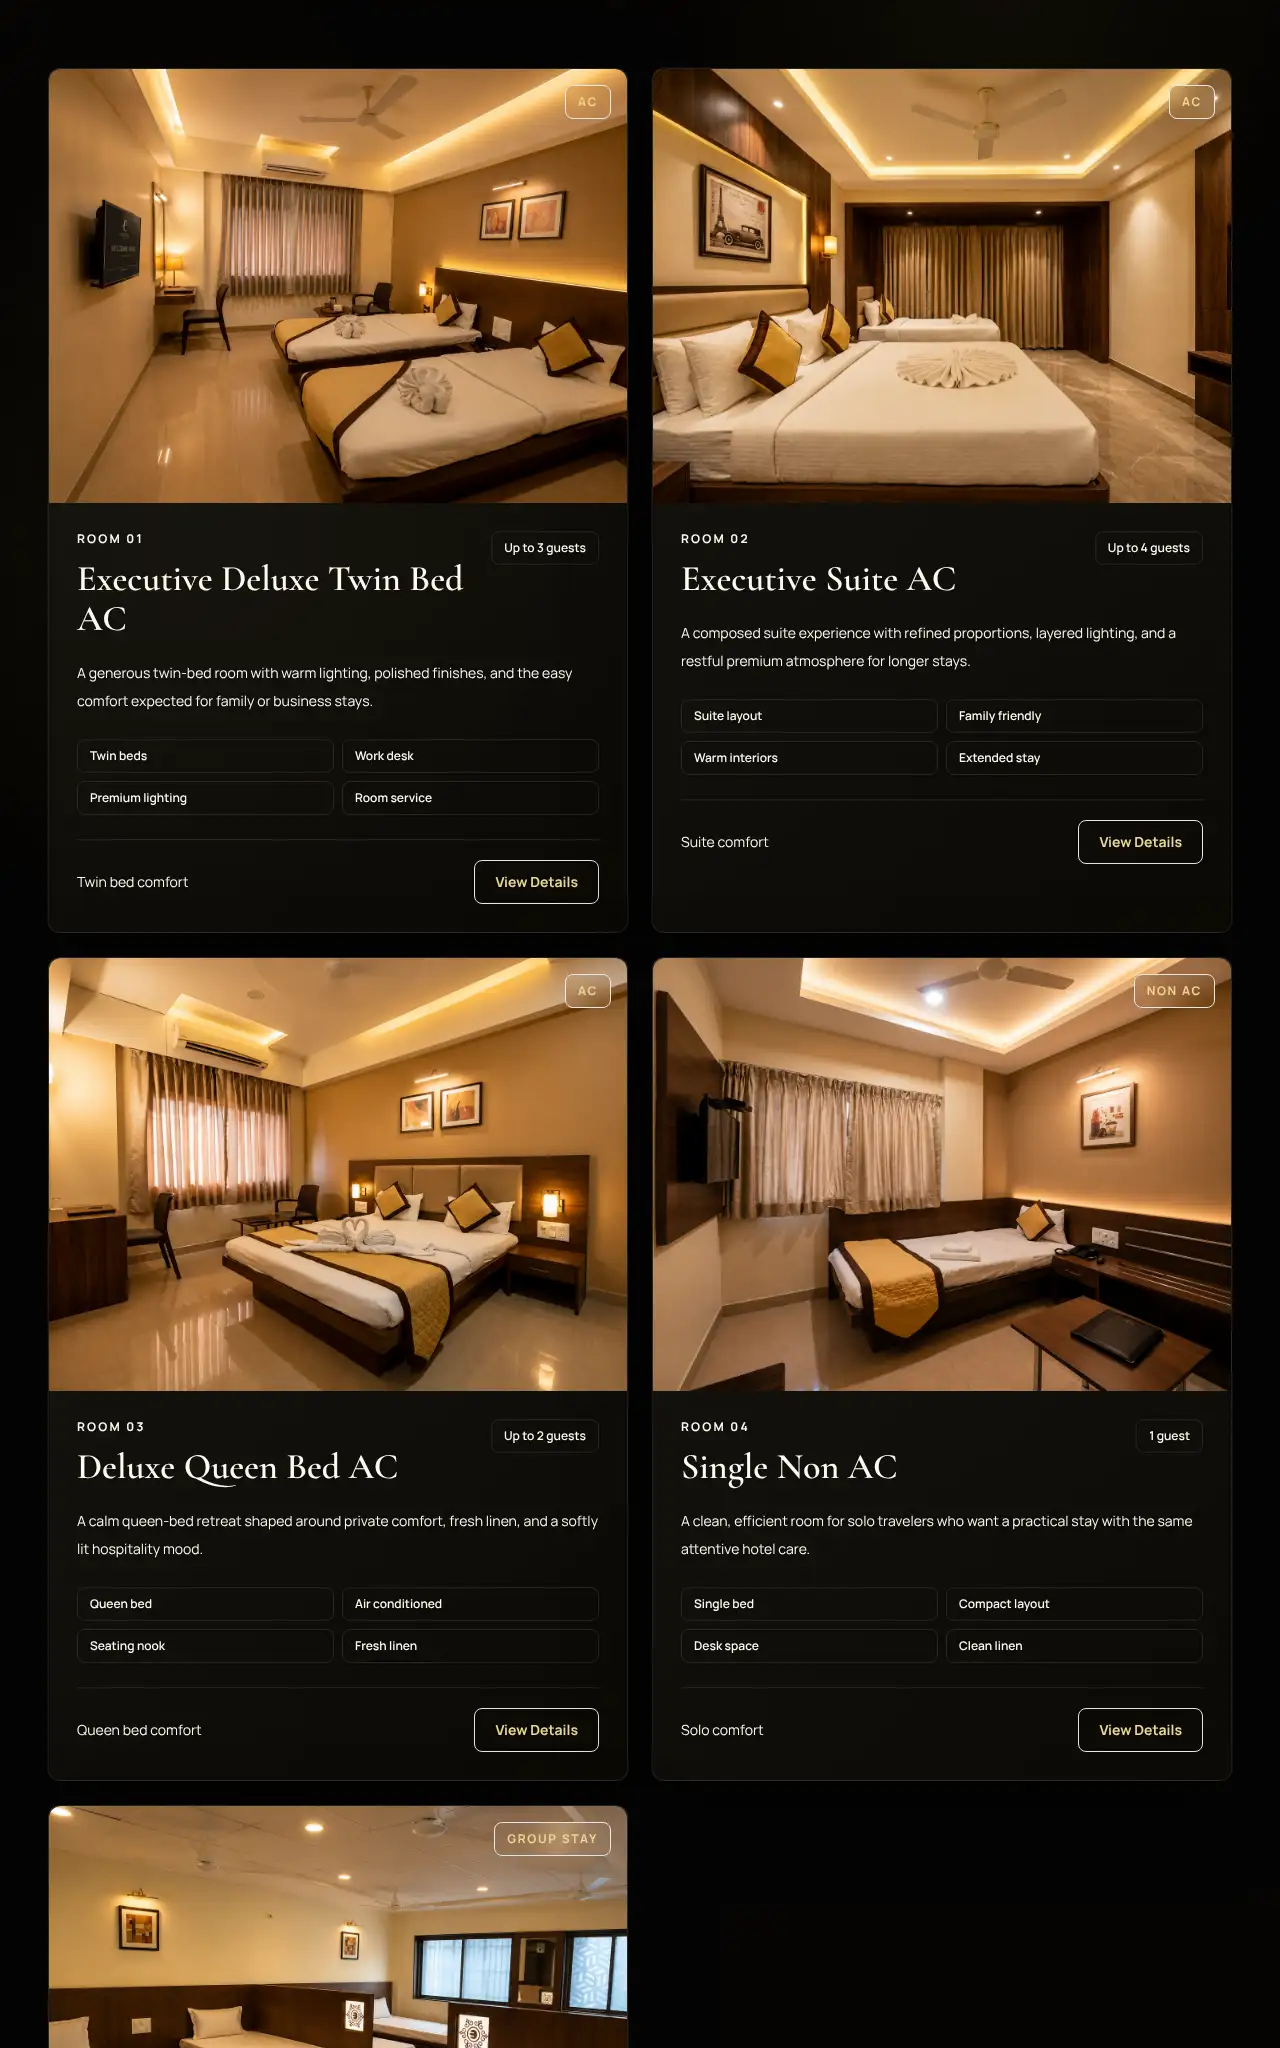 AC
ROOM 01
Up to 3 guests
Executive Deluxe Twin Bed
AC
A generous twin-bed room with warm lighting, polished finishes, and the easy
comfort expected for family or business stays.
Twin beds
Work desk
Premium lighting
Room service
Twin bed comfort
View Details
AC
ROOM 02
Up to 4 guests
Executive Suite AC
A composed suite experience with refined proportions, layered lighting, and a
restful premium atmosphere for longer stays.
Suite layout
Family friendly
Warm interiors
Extended stay
Suite comfort
View Details
AC
ROOM 03
Up to 2 guests
Deluxe Queen Bed AC
A calm queen-bed retreat shaped around private comfort, fresh linen, and a softly
lit hospitality mood.
Queen bed
Air conditioned
Seating nook
Fresh linen
Queen bed comfort
View Details
NON AC
ROOM 04
1 guest
Single Non AC
A clean, efficient room for solo travelers who want a practical stay with the same
attentive hotel care.
Single bed
Compact layout
Desk space
Clean linen
Solo comfort
View Details
GROUP STAY